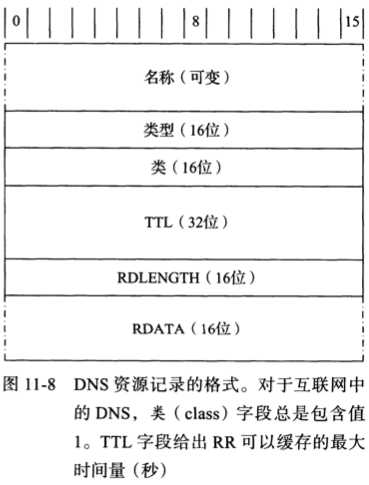 0 8 15
名称（可变）
类型（16位）
类（16位）
TTL（32位）
RDLENGTH（16位）
RDATA（16位）
图 11-8 DNS 资源记录的格式。对于互联网中
的 DNS，类（class）字段总是包含值
1。TTL 字段给出 RR 可以缓存的最大
时间量（秒）